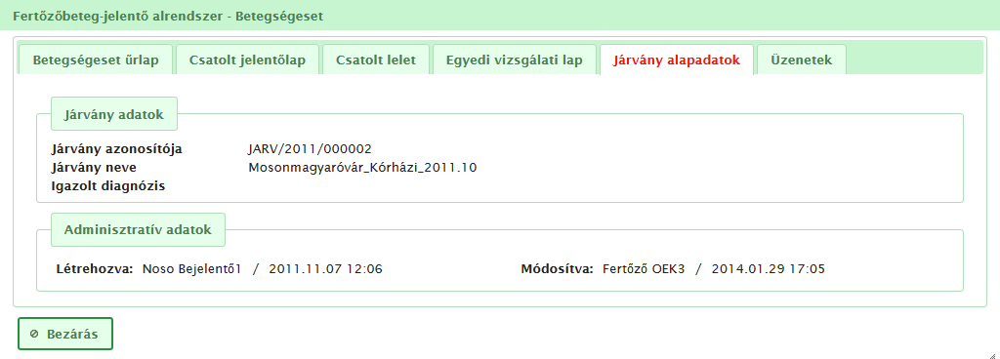 Fertőzőbeteg-jelentő alrendszer - Betegségeset
Betegségeset űrlap Csatolt jelentőlap Csatolt lelet Egyedi vizsgálati lap Járvány alapadatok Üzenetek
Járvány adatok
Járvány azonosítója JARV/2011/000002
Járvány neve Mosonmagyaróvár_Kórházi_2011.10
Igazolt diagnózis
Adminisztratív adatok
Létrehozva: Noso Bejelentő1 / 2011.11.07 12:06 Módosítva: Fertőző OEK3 / 2014.01.29 17:05
Bezárás